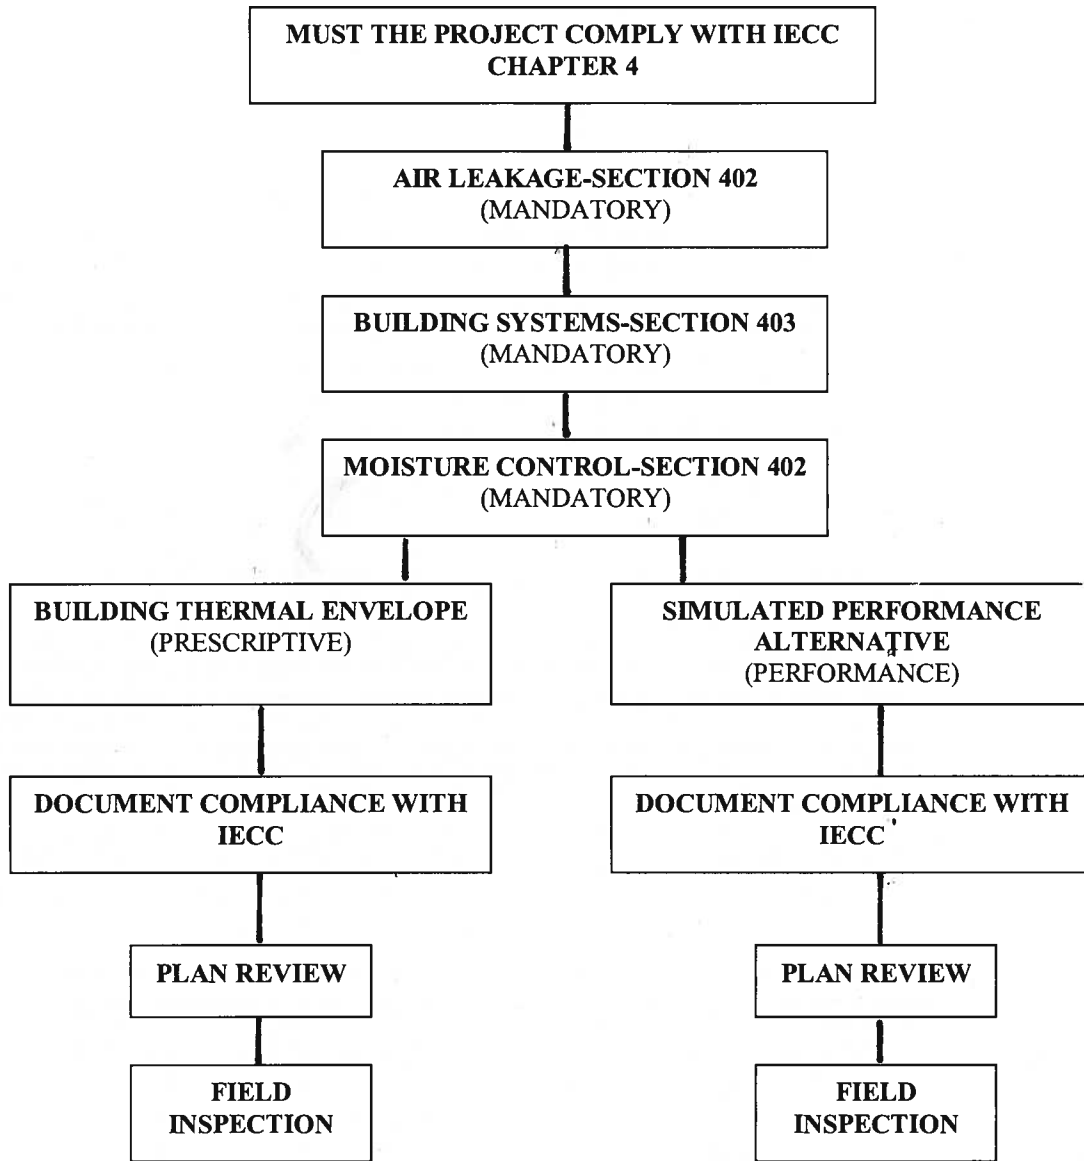 MUST THE PROJECT COMPLY WITH IECC
CHAPTER 4
AIR LEAKAGE-SECTION 402
(MANDATORY)
BUILDING SYSTEMS-SECTION 403
(MANDATORY)
MOISTURE CONTROL-SECTION 402
(MANDATORY)
BUILDING THERMAL ENVELOPE
(PRESCRIPTIVE)
SIMULATED PERFORMANCE
ALTERNATIVE
(PERFORMANCE)
DOCUMENT COMPLIANCE WITH
IECC
DOCUMENT COMPLIANCE WITH
IECC
PLAN REVIEW
PLAN REVIEW
FIELD
INSPECTION
FIELD
INSPECTION